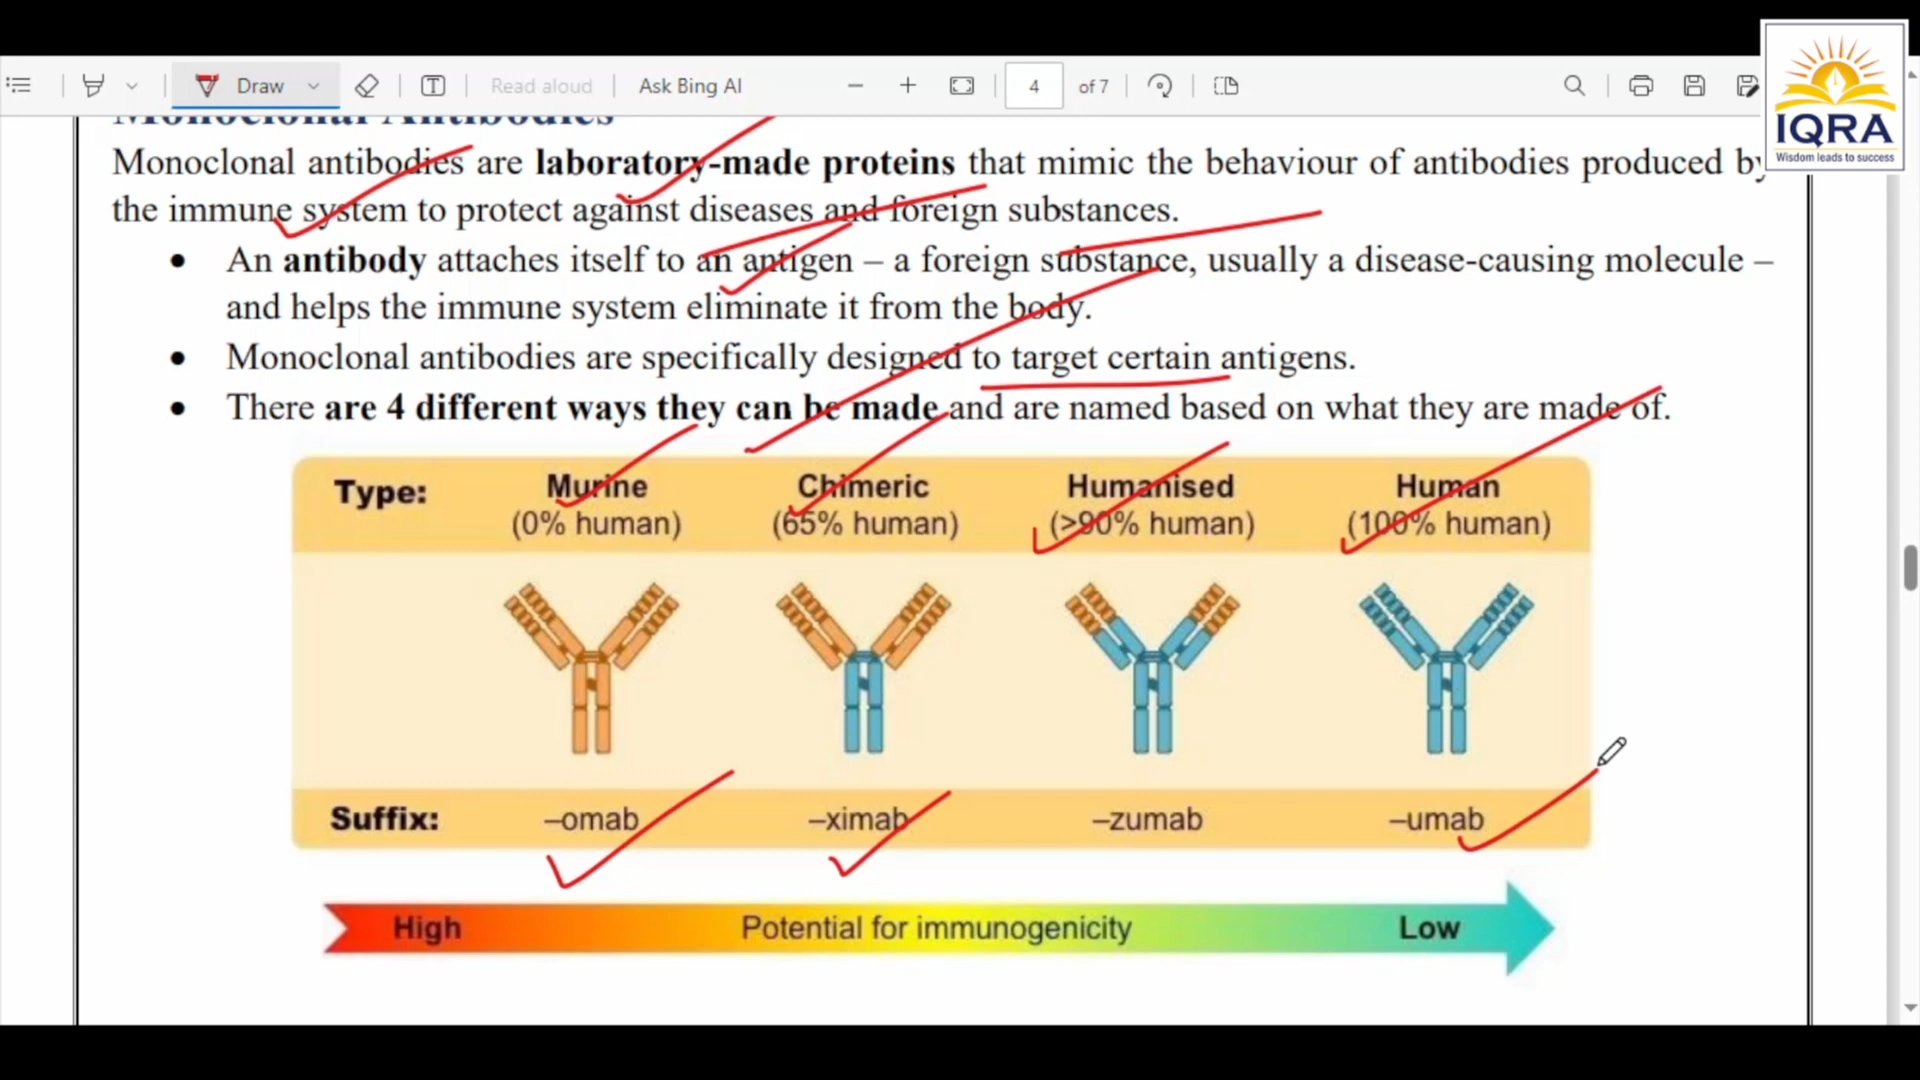 Draw
Read aloud
Ask Bing AI
4 of 7
IQRA
Wisdom leads to success
Monoclonal Antibodies
Monoclonal antibodies are laboratory-made proteins that mimic the behaviour of antibodies produced by
the immune system to protect against diseases and foreign substances.
• An antibody attaches itself to an antigen – a foreign substance, usually a disease-causing molecule –
and helps the immune system eliminate it from the body.
• Monoclonal antibodies are specifically designed to target certain antigens.
• There are 4 different ways they can be made and are named based on what they are made of.
Type: Murine Chimeric Humanised Human
(0% human) (65% human) (>90% human) (100% human)
Suffix: –omab –ximab –zumab –umab
High Potential for immunogenicity Low